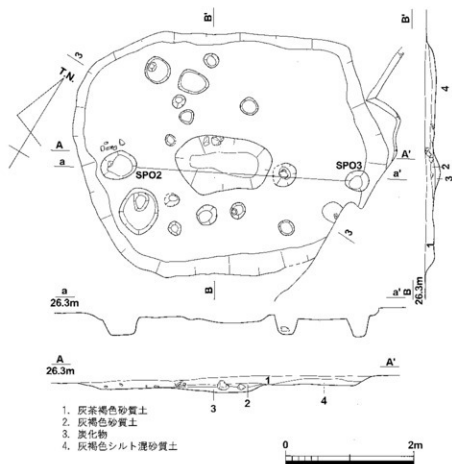 B'
B'
3
T.N.
4
A
a
SPO2
SPO3
A'
a'
2
3
3
B
1
a
26.3m
a'
B
26.3m
A
26.3m
A'
1
3
2
4
1. 灰茶褐色砂質土
2. 灰褐色砂質土
3. 炭化物
4. 灰褐色シルト混砂質土
0
2m